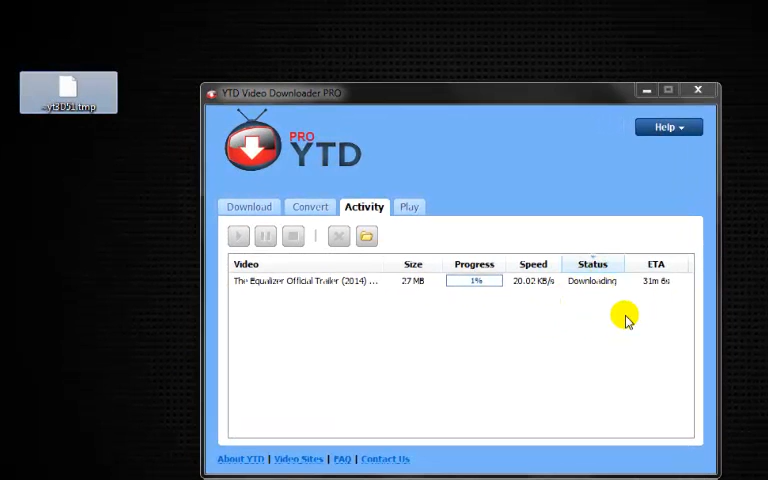 ~yt3051.tmp
YTD Video Downloader PRO
PRO
YTD
Help
Download Convert Activity Play
Video Size Progress Speed Status ETA
The Equalizer Official Trailer (2014) ... 27 MB 1% 20.02 KB/s Downloading 31m 6s
About YTD | Video Sites | FAQ | Contact Us